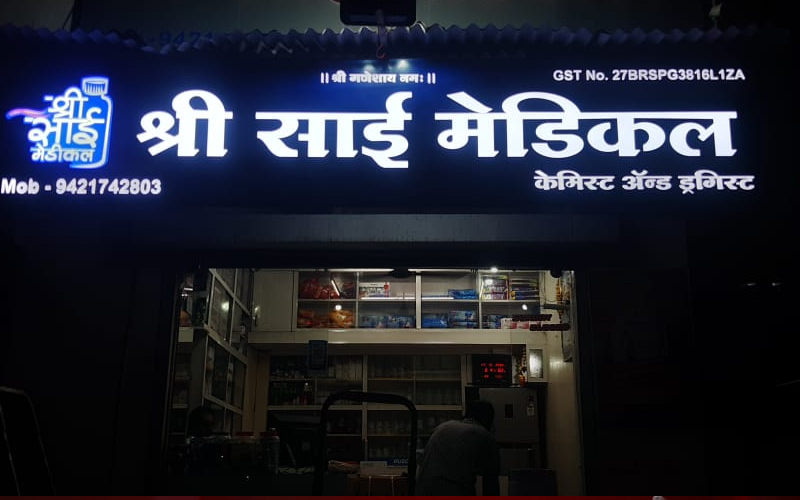 || श्री गणेशाय नमः ||
GST No. 27BRSPG3816L1ZA
श्री साई मेडीकल
श्री साई मेडिकल
Mob - 9421742803
केमिस्ट ॲन्ड ड्रगिस्ट